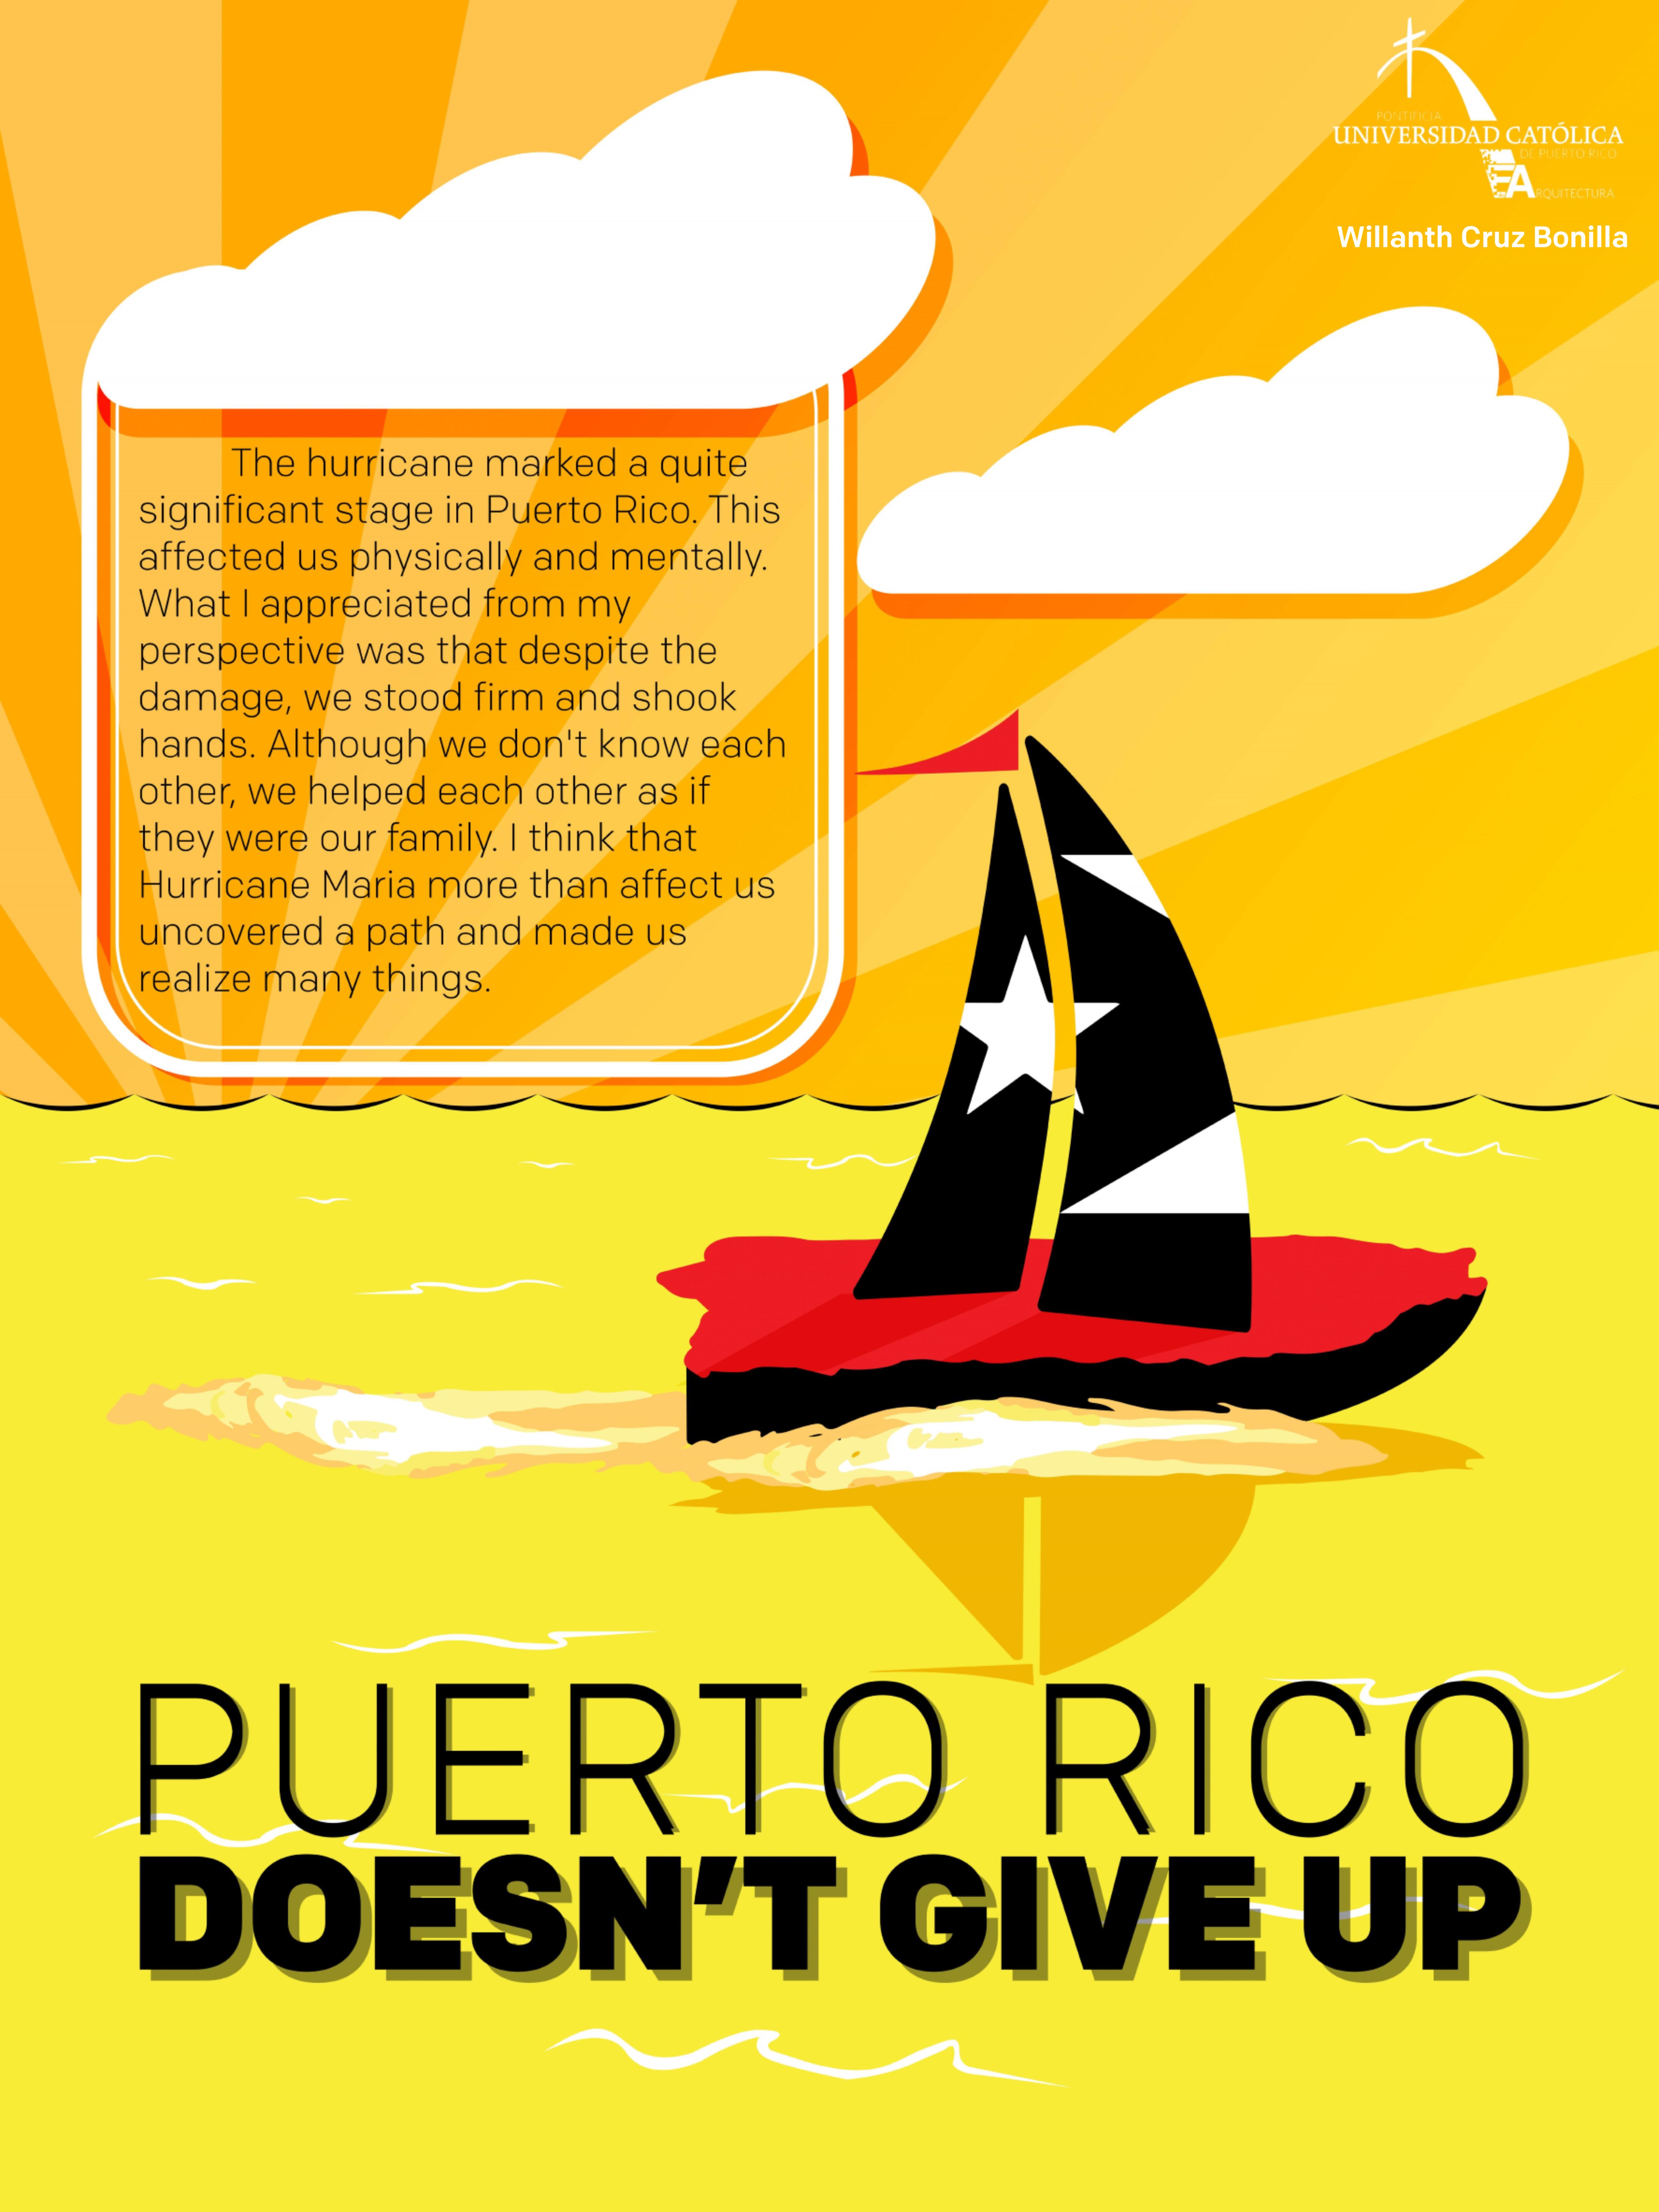 PONTIFICIA
UNIVERSIDAD CATÓLICA
DE PUERTO RICO
EA
RQUITECTURA
Willanth Cruz Bonilla
The hurricane marked a quite
significant stage in Puerto Rico. This
affected us physically and mentally.
What I appreciated from my
perspective was that despite the
damage, we stood firm and shook
hands. Although we don't know each
other, we helped each other as if
they were our family. I think that
Hurricane Maria more than affect us
uncovered a path and made us
realize many things.
PUERTO RICO
DOESN'T GIVE UP